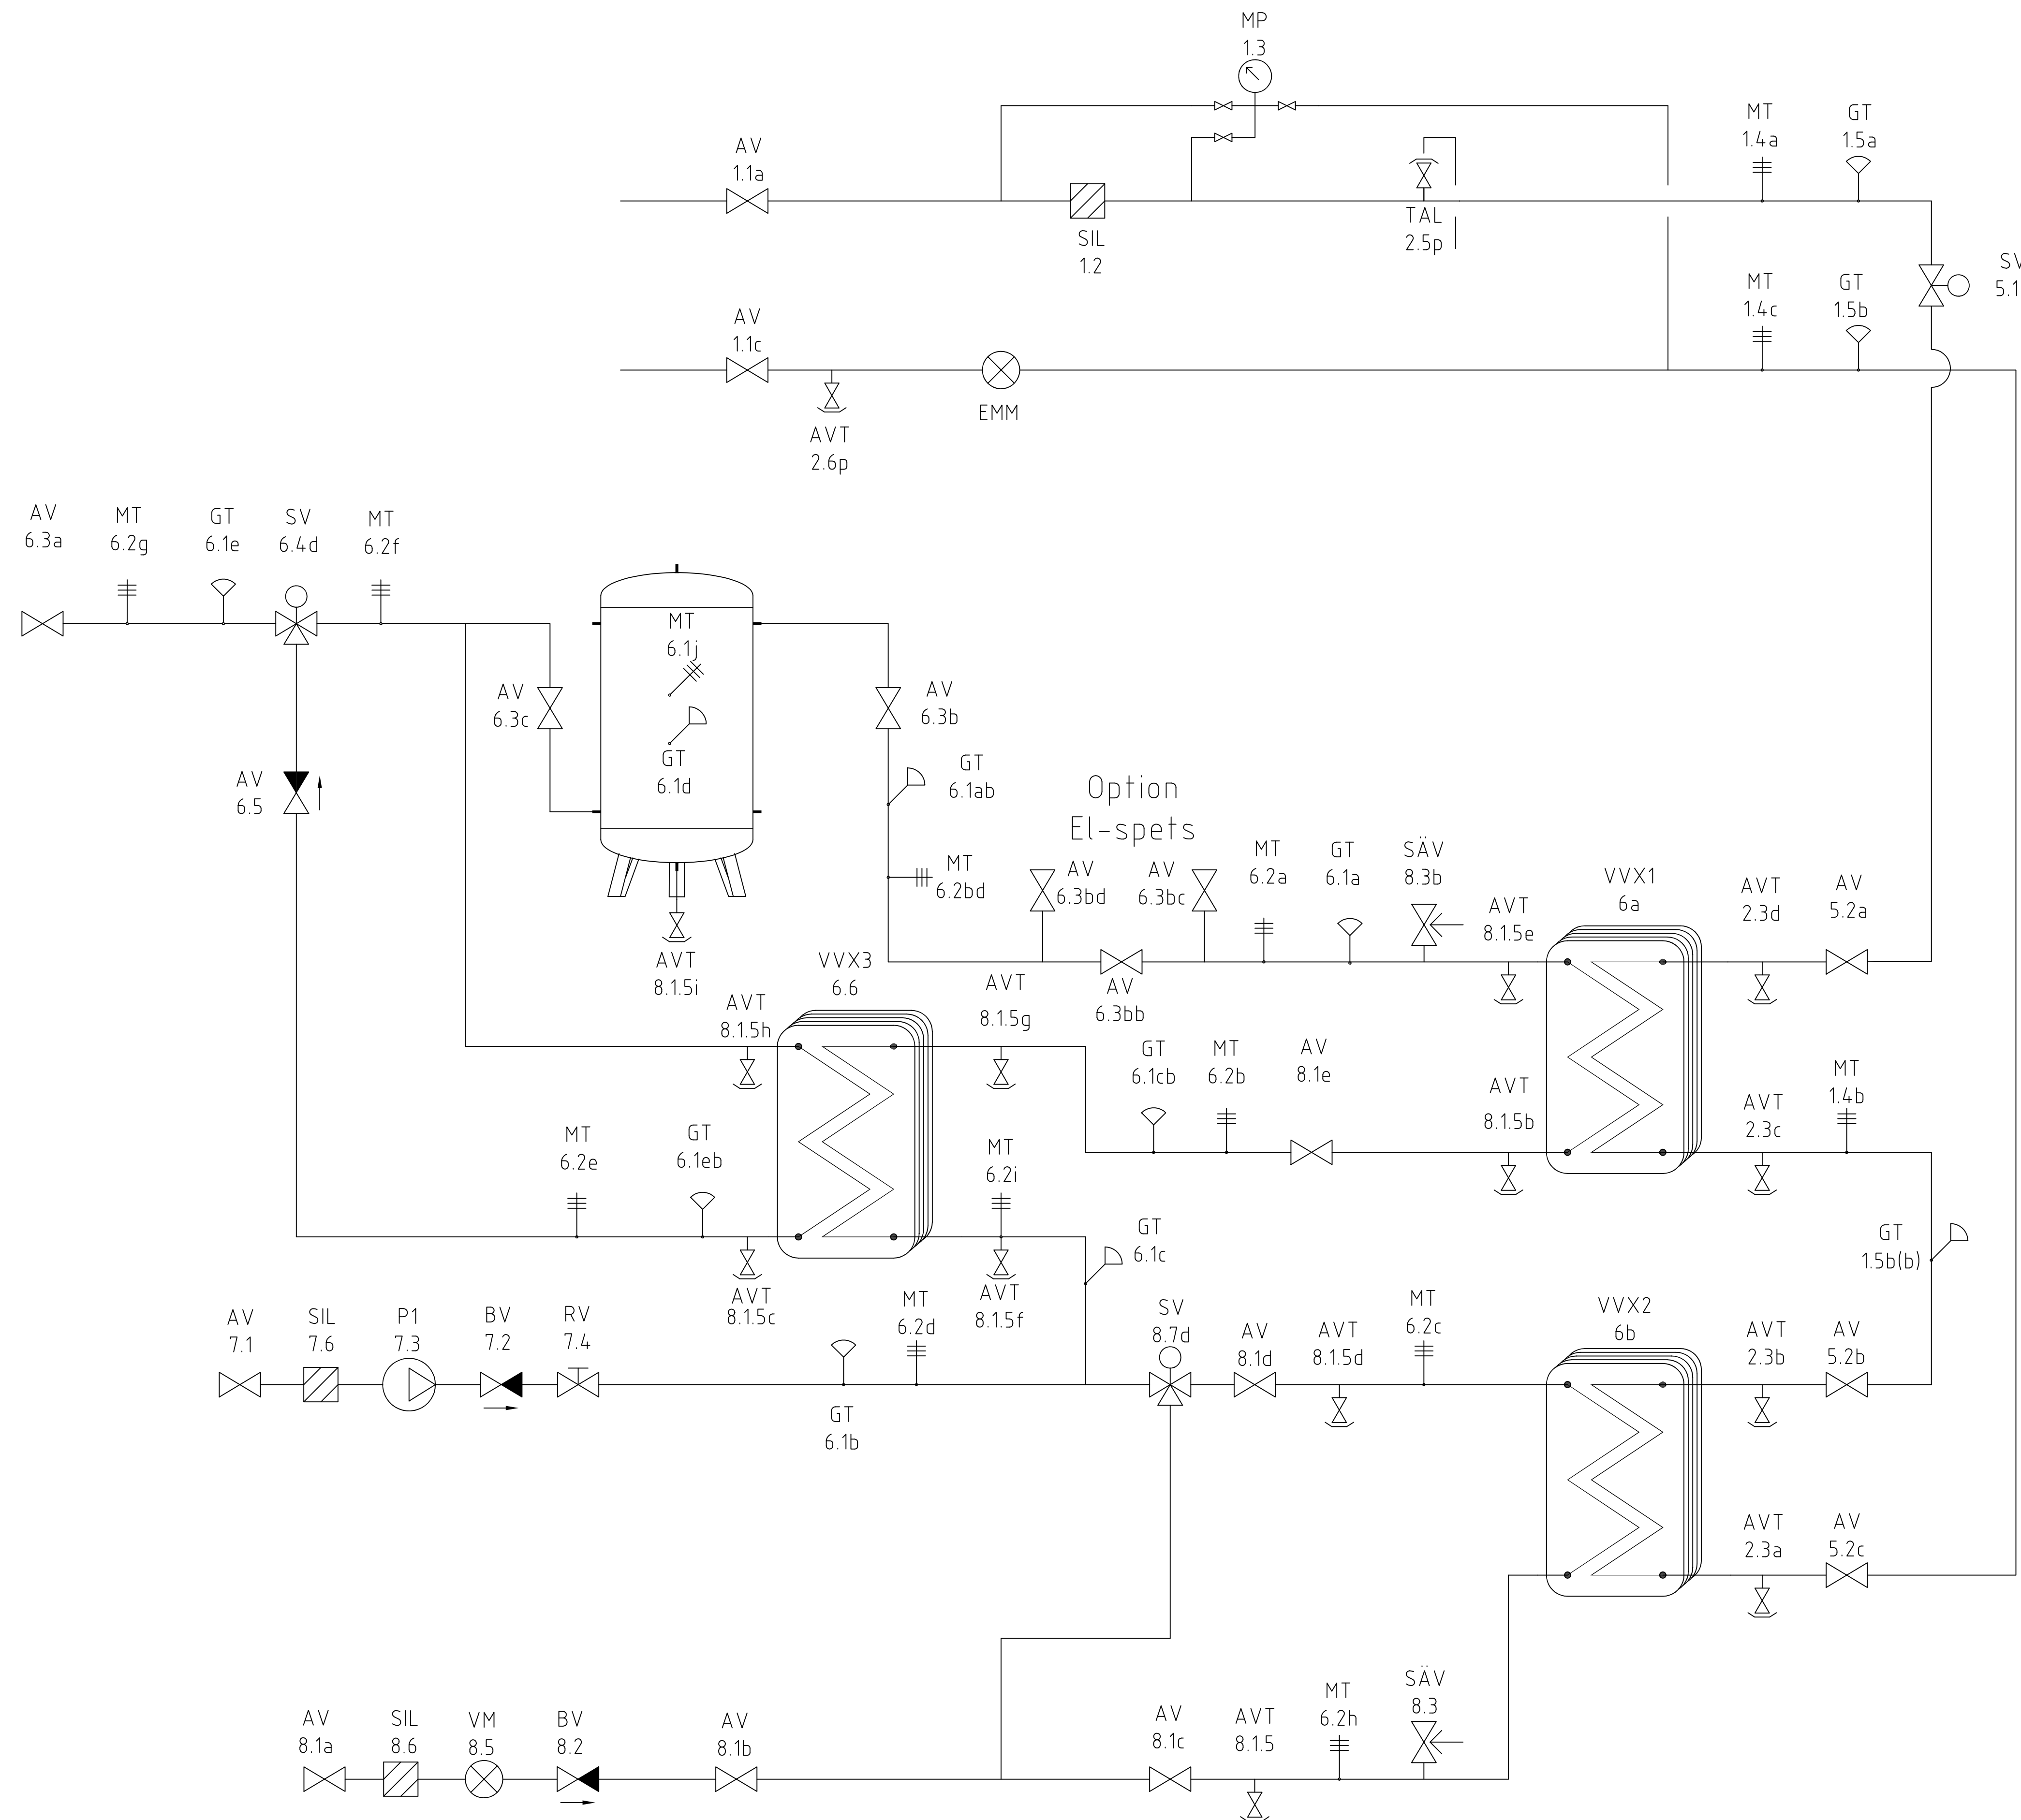 MP
1.3
AV
1.1a
SIL
1.2
TAL
2.5p
MT
1.4a
GT
1.5a
SV
5.1
AV
1.1c
AVT
2.6p
EMM
MT
1.4c
GT
1.5b
AV
6.3a
MT
6.2g
GT
6.1e
SV
6.4d
MT
6.2f
MT
6.1j
GT
6.1d
AV
6.3c
AV
6.3b
AV
6.5
GT
6.1ab
Option
El-spets
MT
6.2bd
AV
6.3bd
AV
6.3bc
MT
6.2a
GT
6.1a
SÄV
8.3b
AVT
8.1.5e
VVX1
6a
AVT
2.3d
AV
5.2a
AVT
8.1.5i
VVX3
6.6
AVT
8.1.5h
AVT
8.1.5g
AV
6.3bb
GT
6.1cb
MT
6.2b
AV
8.1e
AVT
8.1.5b
AVT
2.3c
MT
1.4b
MT
6.2e
GT
6.1eb
MT
6.2i
GT
6.1c
GT
1.5b(b)
AVT
8.1.5c
AVT
8.1.5f
AV
7.1
SIL
7.6
P1
7.3
BV
7.2
RV
7.4
GT
6.1b
MT
6.2d
SV
8.7d
AV
8.1d
AVT
8.1.5d
MT
6.2c
VVX2
6b
AVT
2.3b
AV
5.2b
AVT
2.3a
AV
5.2c
AV
8.1a
SIL
8.6
VM
8.5
BV
8.2
AV
8.1b
AV
8.1c
AVT
8.1.5
MT
6.2h
SÄV
8.3